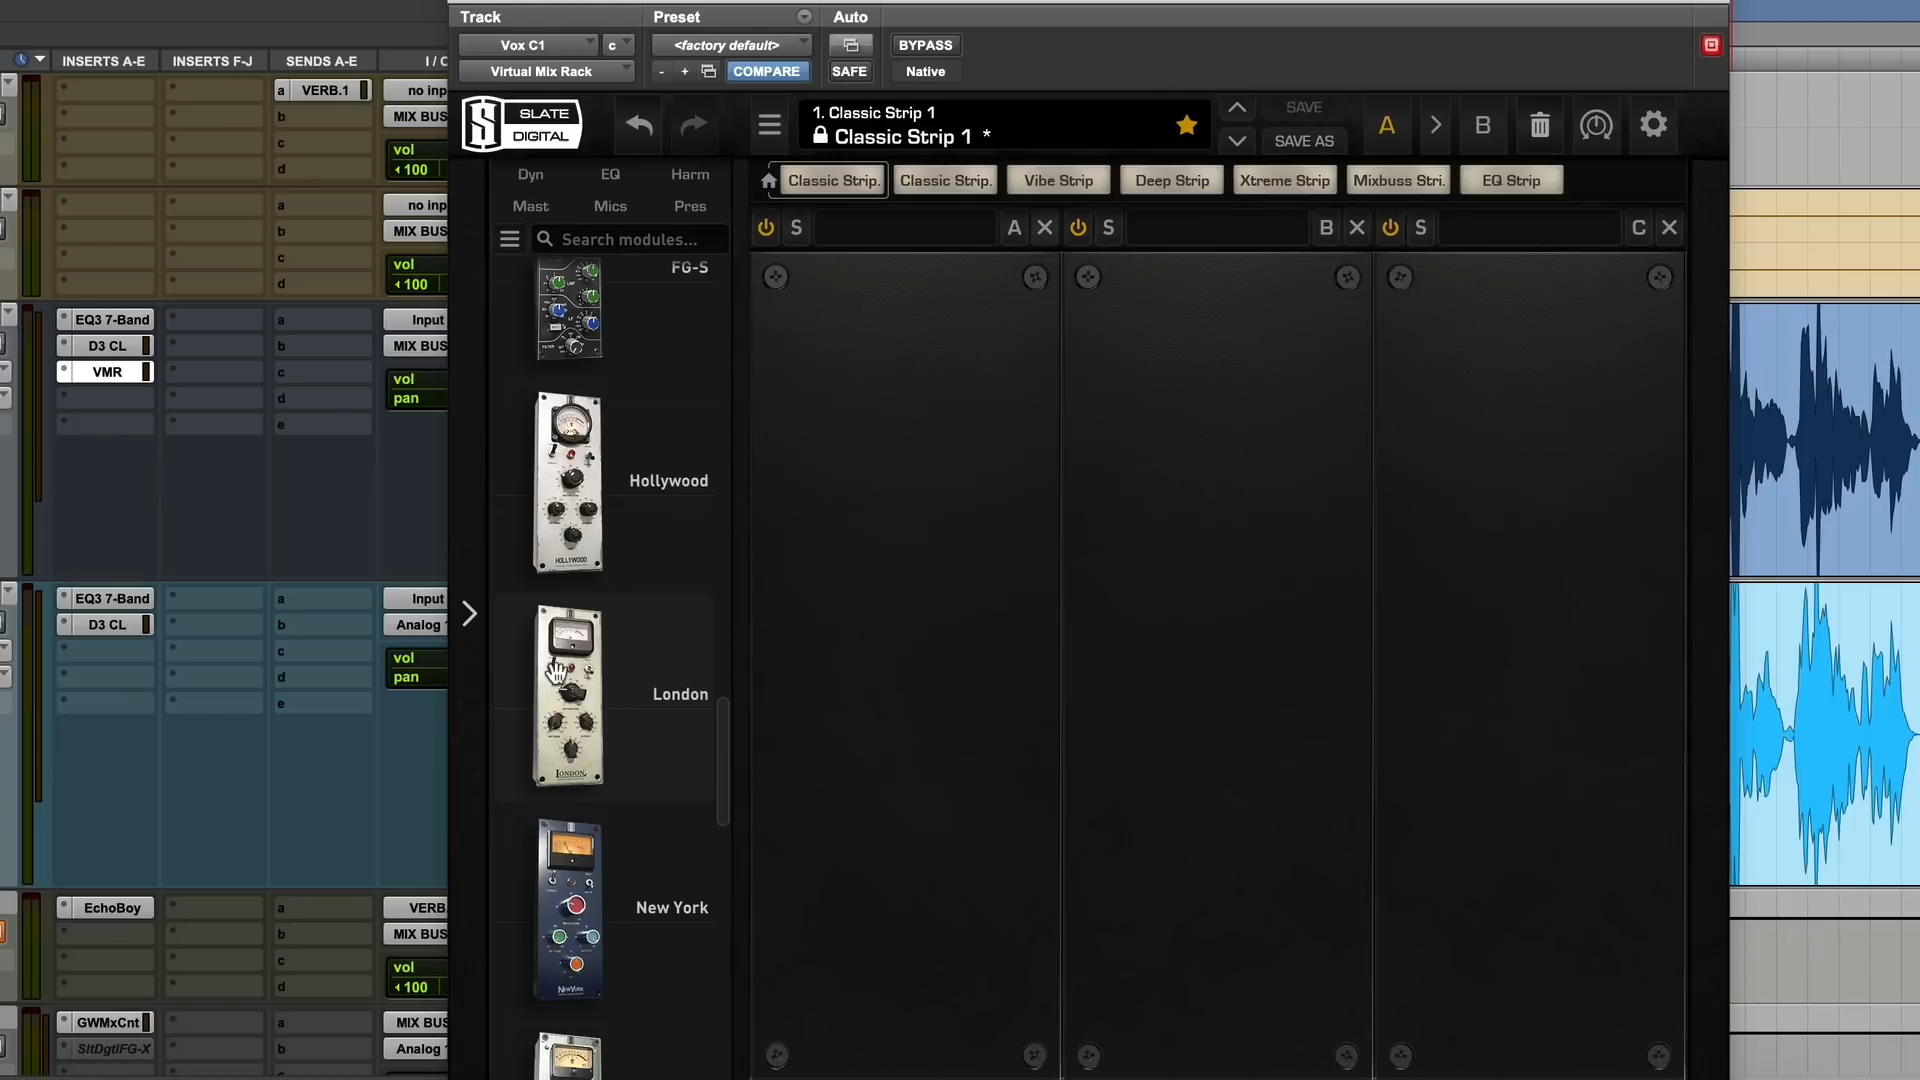 Track
Preset
Auto
Vox C1
c
<factory default>
BYPASS
Virtual Mix Rack
-
+
COMPARE
SAFE
Native
INSERTS A-E
INSERTS F-J
SENDS A-E
I / C
a
VERB.1
no inp
b
MIX BUS
c
d
vol
100
a
no inp
b
MIX BUS
c
d
vol
100
EQ3 7-Band
a
Input
D3 CL
b
MIX BUS
VMR
c
vol
d
pan
e
EQ3 7-Band
a
Input
D3 CL
b
Analog
c
vol
d
pan
e
EchoBoy
a
VERB
b
MIX BUS
c
d
vol
100
GWMxCnt
a
MIX BUS
SltDgtlFG-X
b
Analog
SLATE
DIGITAL
1. Classic Strip 1
Classic Strip 1 *
SAVE
SAVE AS
A
B
Dyn
EQ
Harm
Mast
Mics
Pres
Search modules...
Classic Strip.
Classic Strip.
Vibe Strip
Deep Strip
Xtreme Strip
Mixbuss Stri.
EQ Strip
S
A
S
B
S
C
FG-S
Hollywood
HOLLYWOOD
London
LONDON
New York
NEWYORK